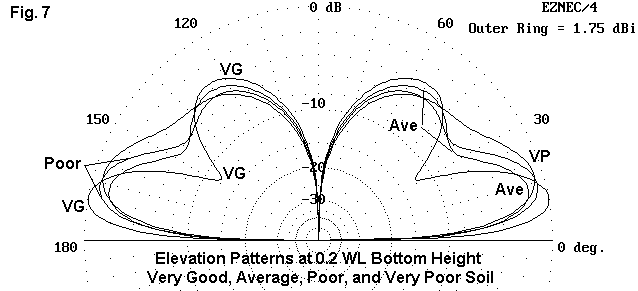 Fig. 7
0 dB
EZNEC/4
Outer Ring = 1.75 dBi
120
60
VG
-10
150
Ave
30
Poor
VG
VP
-20
Ave
VG
-30
180
0 deg.
Elevation Patterns at 0.2 WL Bottom Height
Very Good, Average, Poor, and Very Poor Soil